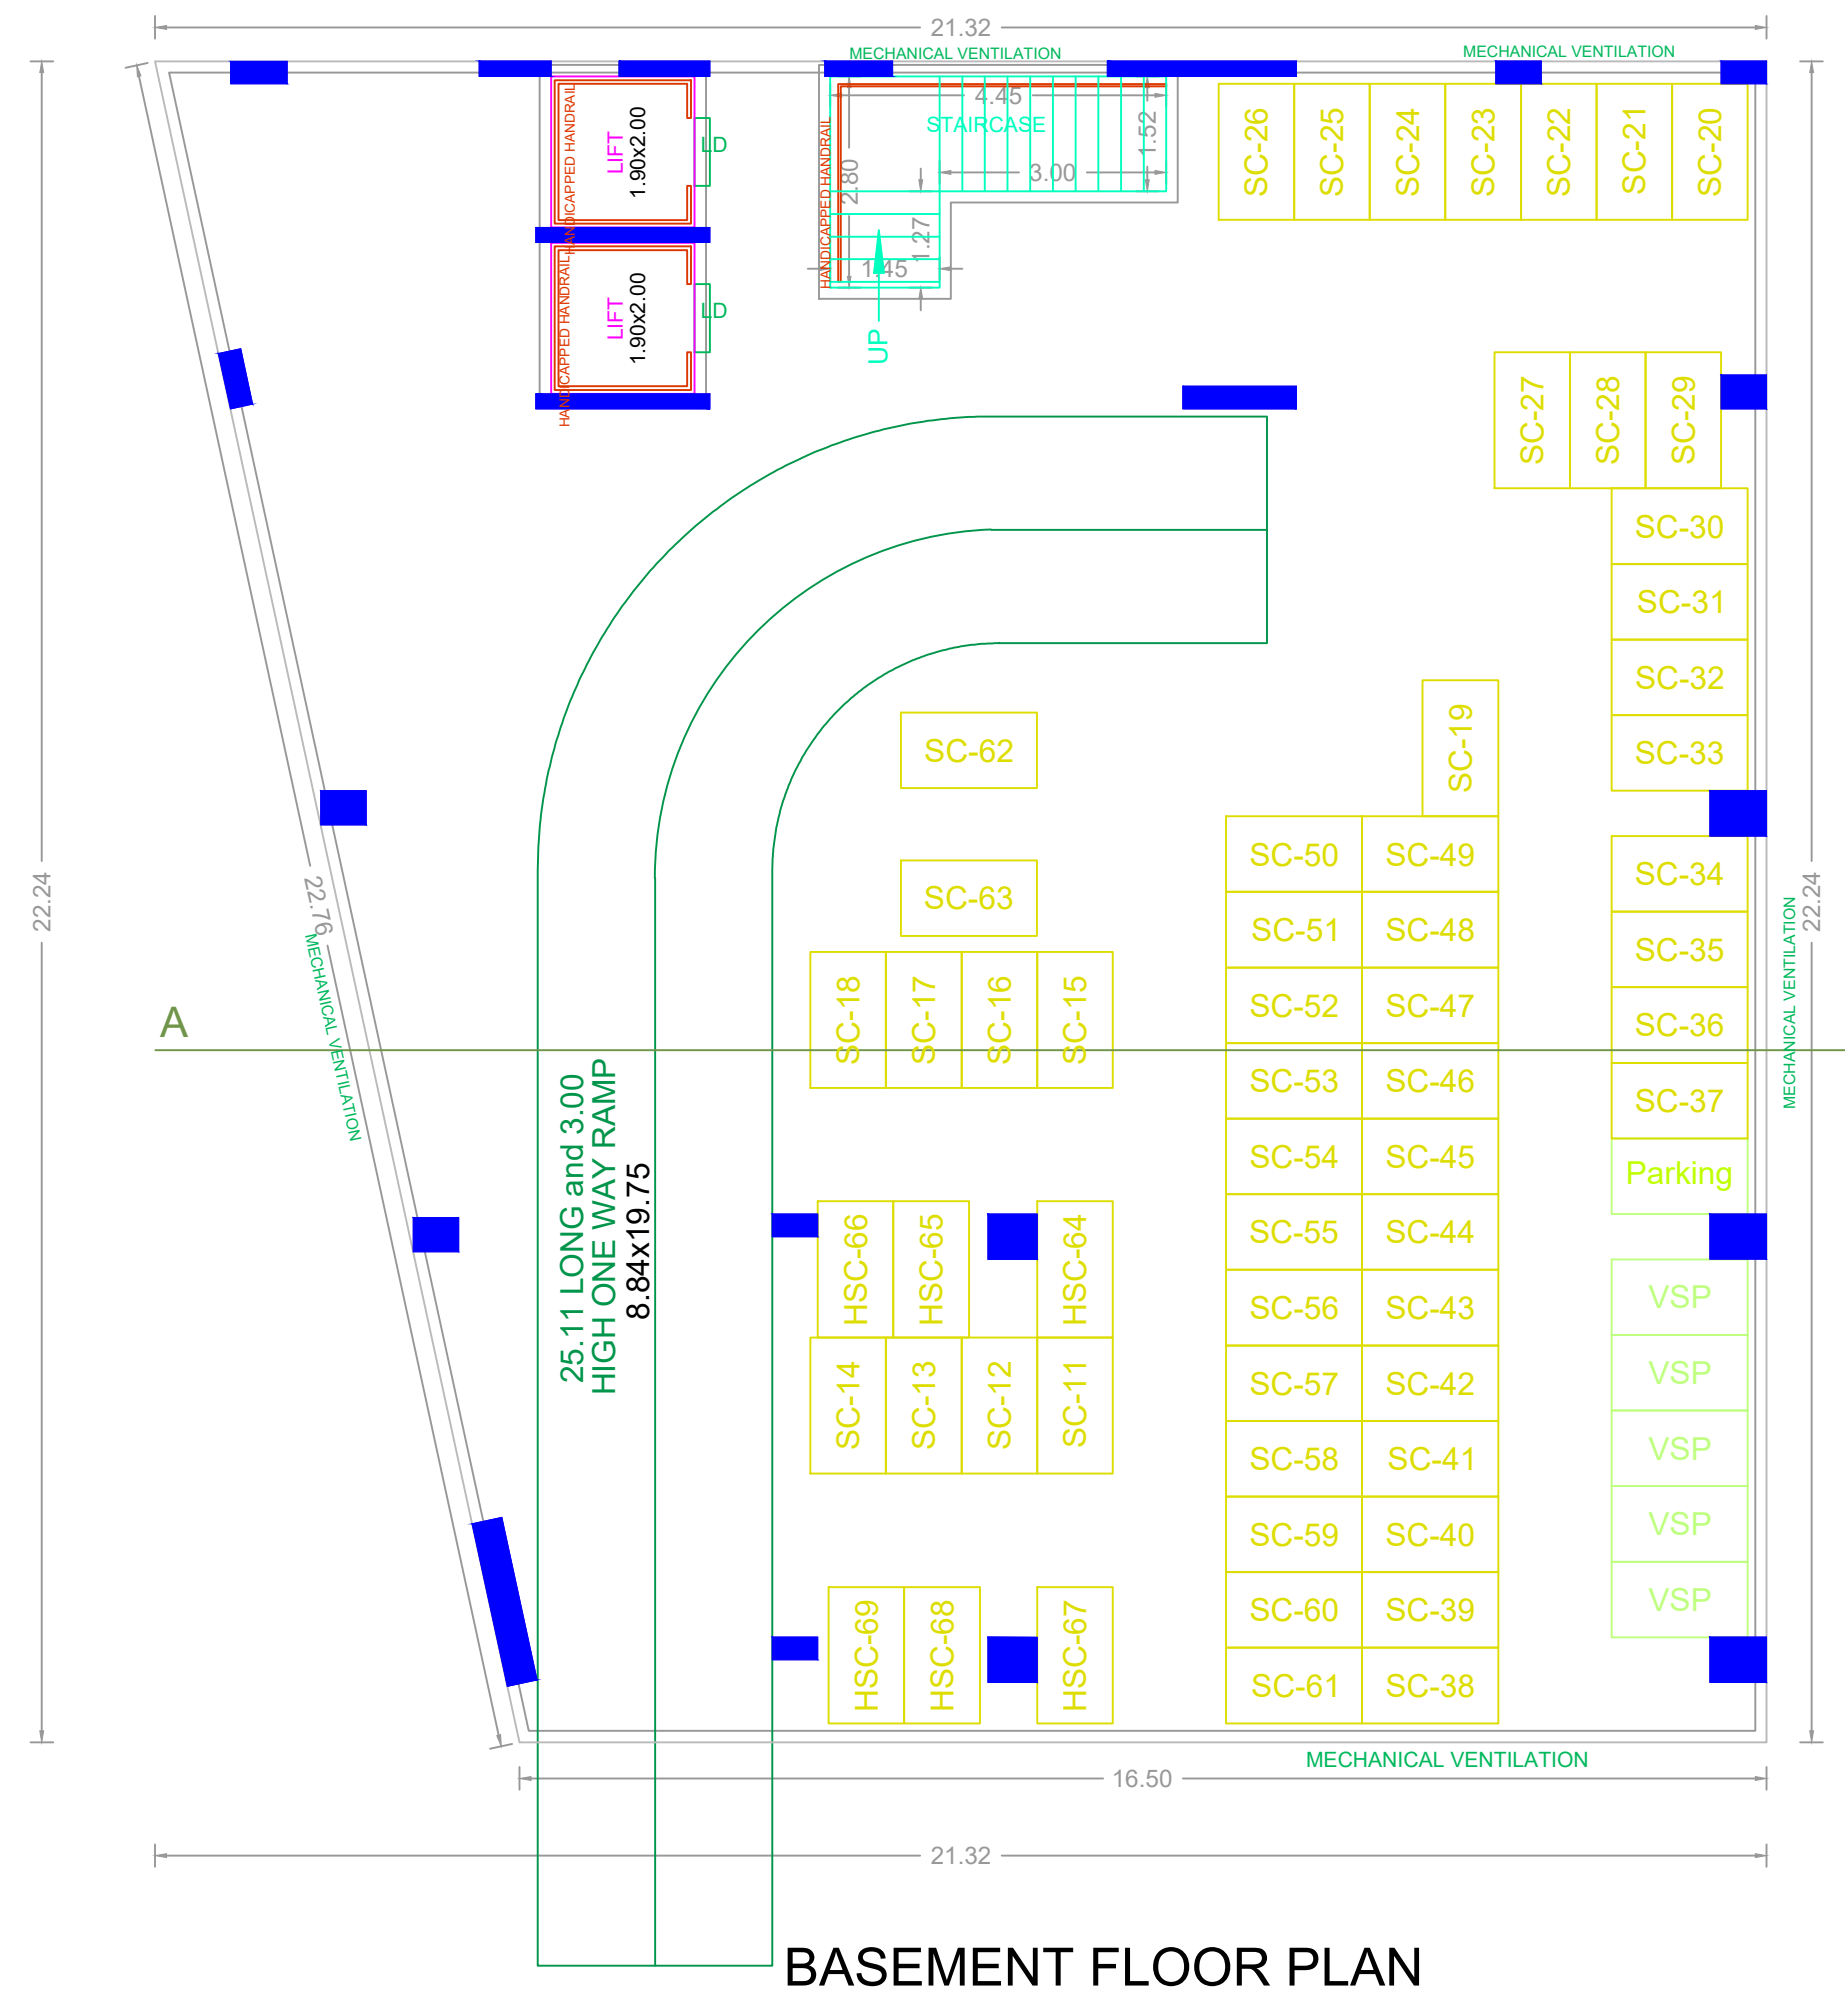 21.32
MECHANICAL VENTILATION
MECHANICAL VENTILATION
HANDICAPPED HANDRAIL
LIFT
1.90x2.00
LD
HANDICAPPED HANDRAIL
LIFT
1.90x2.00
LD
HANDICAPPED HANDRAIL
4.45
STAIRCASE
1.52
2.80
3.00
1.27
1.45
UP
SC-26
SC-25
SC-24
SC-23
SC-22
SC-21
SC-20
SC-27
SC-28
SC-29
SC-30
SC-31
SC-32
SC-33
SC-19
SC-62
SC-63
SC-50
SC-49
SC-51
SC-48
SC-52
SC-47
SC-53
SC-46
SC-54
SC-45
SC-55
SC-44
SC-56
SC-43
SC-57
SC-42
SC-58
SC-41
SC-59
SC-40
SC-60
SC-39
SC-61
SC-38
SC-34
SC-35
SC-36
SC-37
Parking
VSP
VSP
VSP
VSP
VSP
22.24
22.76
MECHANICAL VENTILATION
A
25.11 LONG and 3.00
HIGH ONE WAY RAMP
8.84x19.75
SC-18
SC-17
SC-16
SC-15
HSC-66
HSC-65
HSC-64
SC-14
SC-13
SC-12
SC-11
HSC-69
HSC-68
HSC-67
22.24
MECHANICAL VENTILATION
MECHANICAL VENTILATION
16.50
21.32
BASEMENT FLOOR PLAN